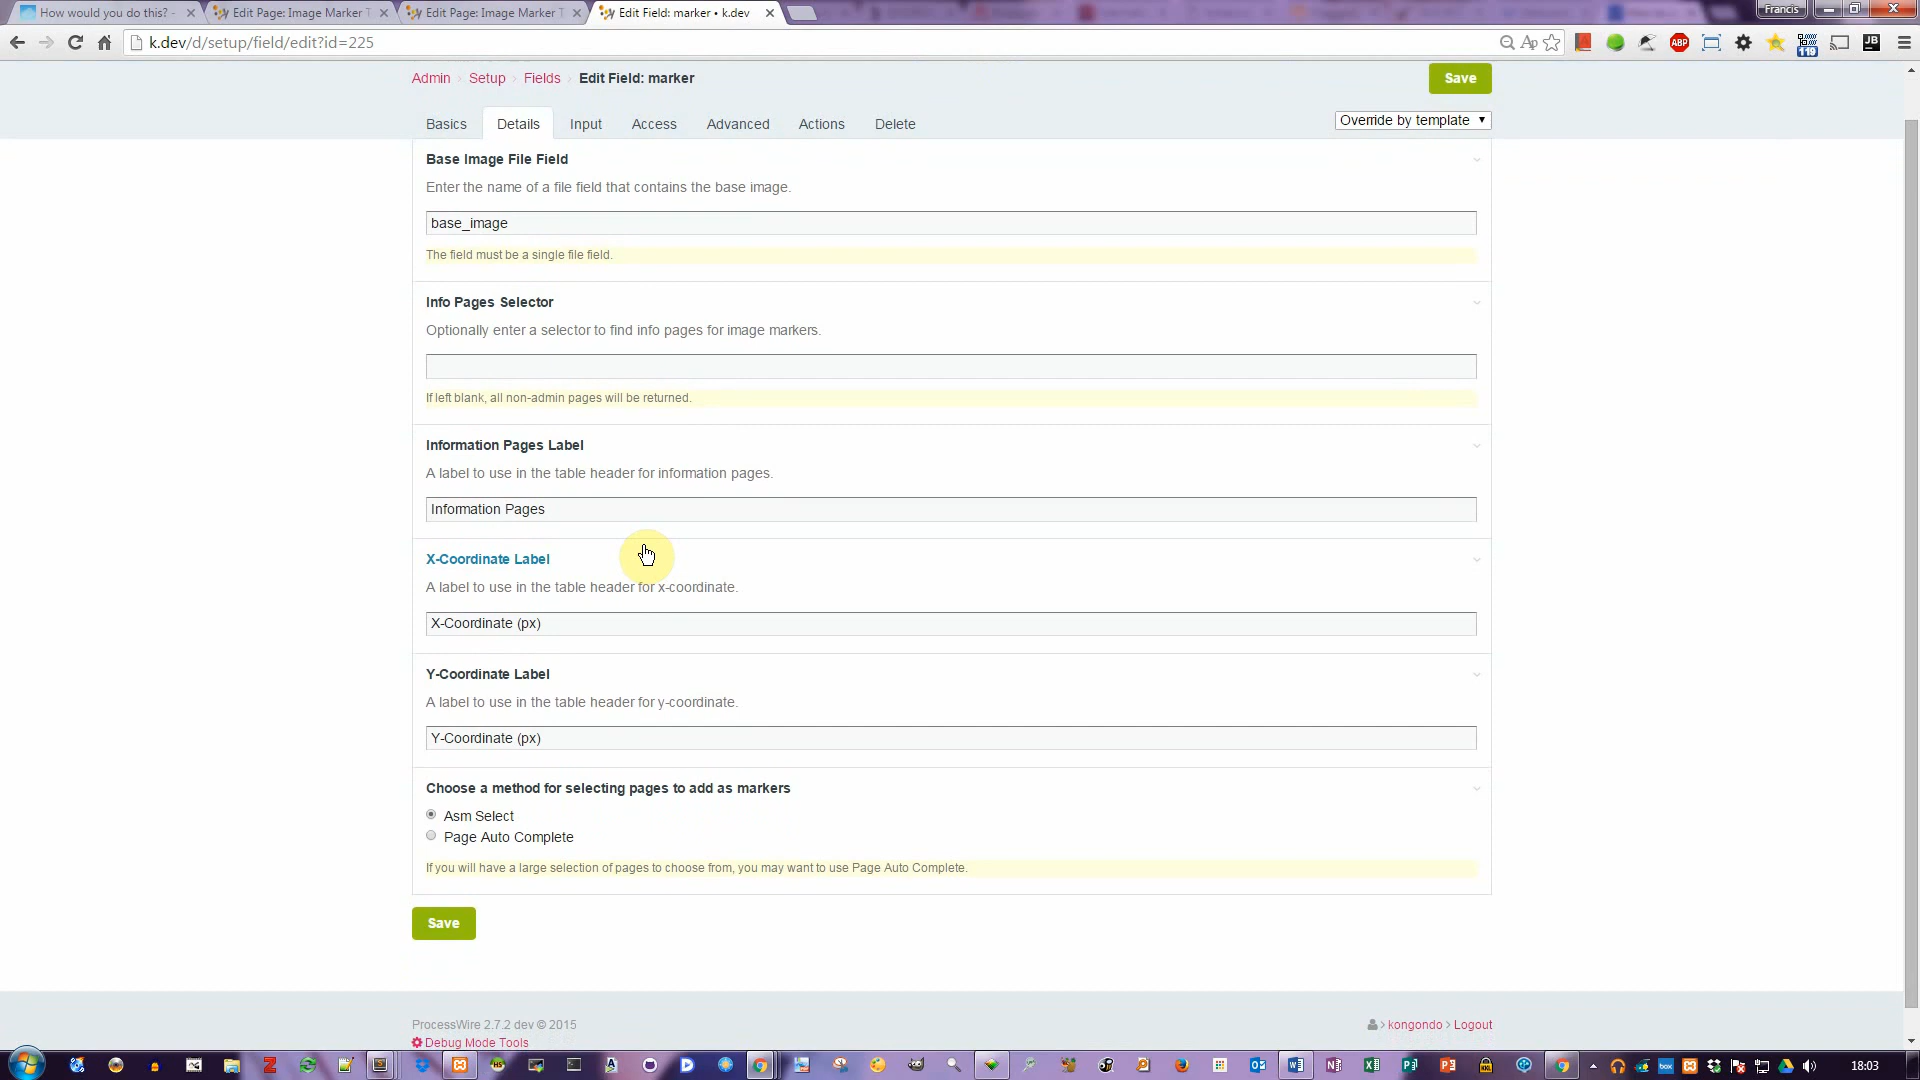 How would you do this? -
Edit Page: Image Marker T
Edit Page: Image Marker T
Edit Field: marker • k.dev
Francis
k.dev/d/setup/field/edit?id=225
ABP
119
JB
Admin
Setup
Fields
Edit Field: marker
Save
Basics
Details
Input
Access
Advanced
Actions
Delete
Override by template
Base Image File Field
Enter the name of a file field that contains the base image.
base_image
The field must be a single file field.
Info Pages Selector
Optionally enter a selector to find info pages for image markers.
If left blank, all non-admin pages will be returned.
Information Pages Label
A label to use in the table header for information pages.
Information Pages
X-Coordinate Label
A label to use in the table header for x-coordinate.
X-Coordinate (px)
Y-Coordinate Label
A label to use in the table header for y-coordinate.
Y-Coordinate (px)
Choose a method for selecting pages to add as markers
Asm Select
Page Auto Complete
If you will have a large selection of pages to choose from, you may want to use Page Auto Complete.
Save
ProcessWire 2.7.2 dev © 2015
kongondo > Logout
Debug Mode Tools
18:03